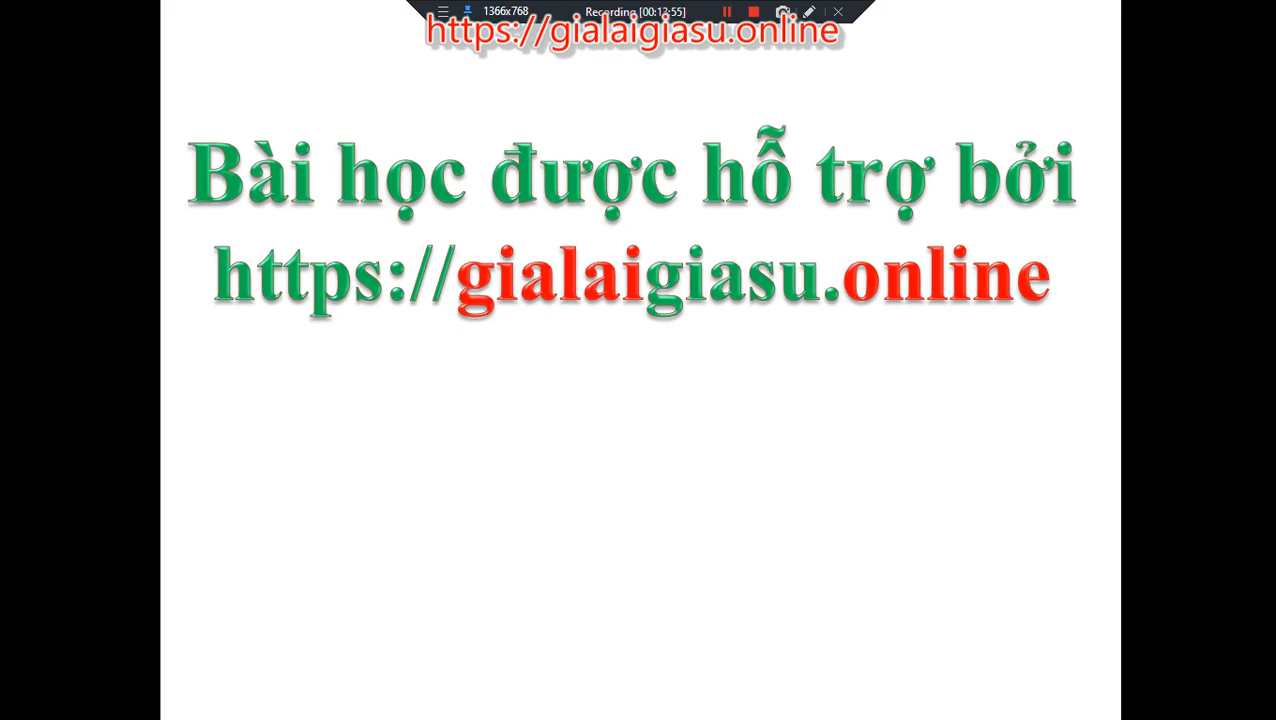 1366x768 Recording [00:13:55]
https://gialaigiasu.online
Bài học được hỗ trợ bởi
https://gialaigiasu.online